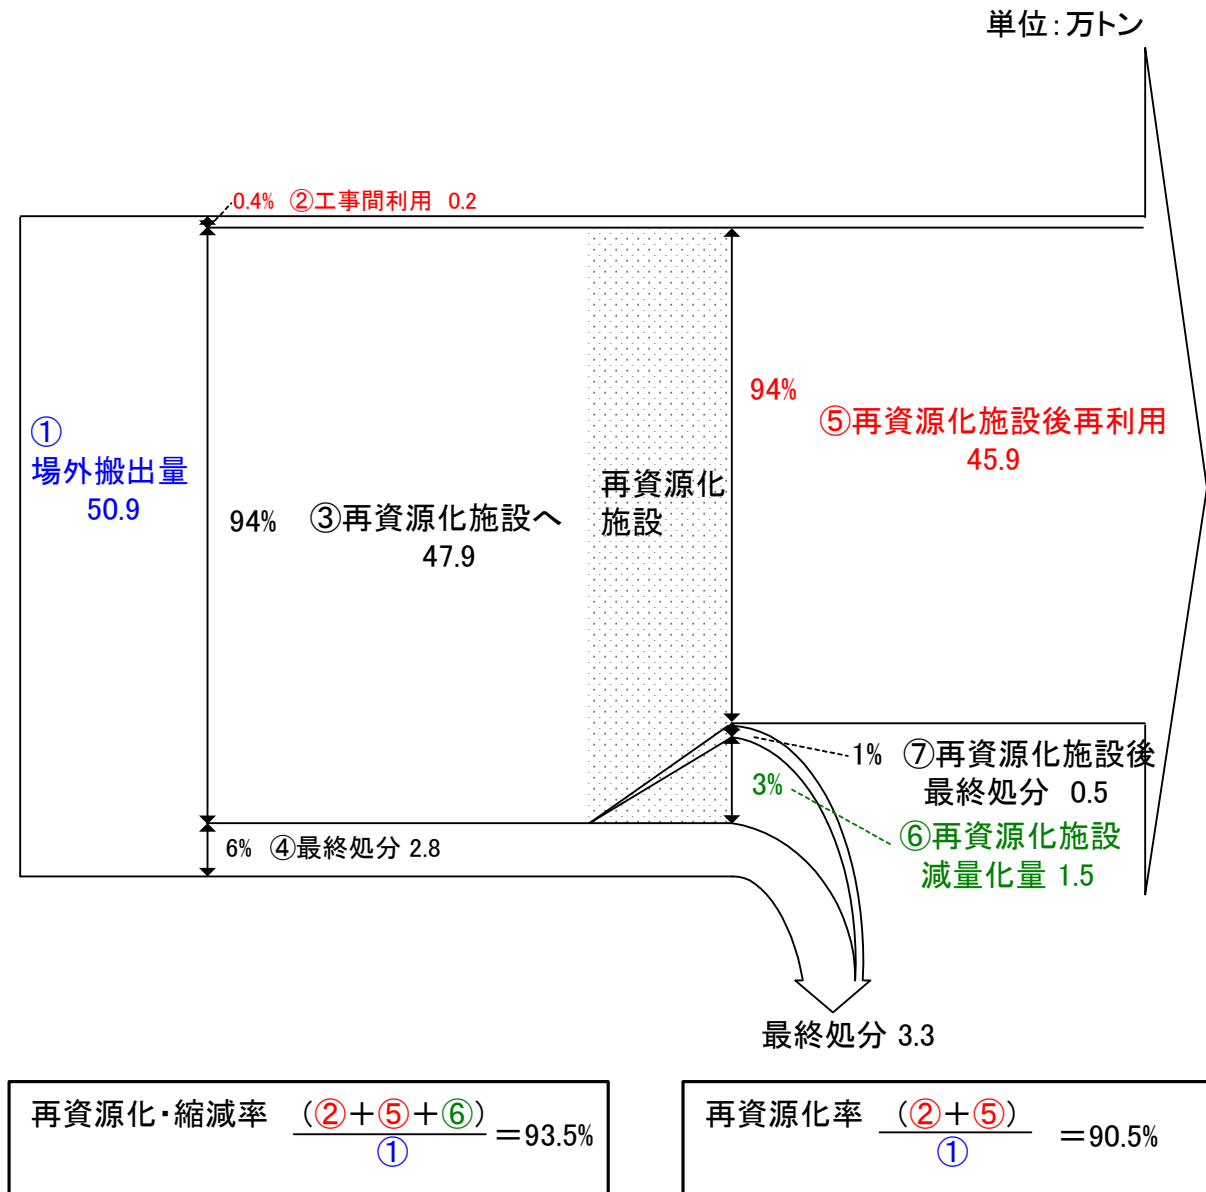 単位:万トン
0.4% ②工事間利用 0.2
①
場外搬出量
50.9
94% ③再資源化施設へ
47.9
再資源化
施設
94%
⑤再資源化施設後再利用
45.9
6% ④最終処分 2.8
1% ⑦再資源化施設後
最終処分 0.5
3%
⑥再資源化施設
減量化量 1.5
最終処分 3.3
再資源化・縮減率 (②+⑤+⑥)
① =93.5%
再資源化率 (②+⑤)
① =90.5%